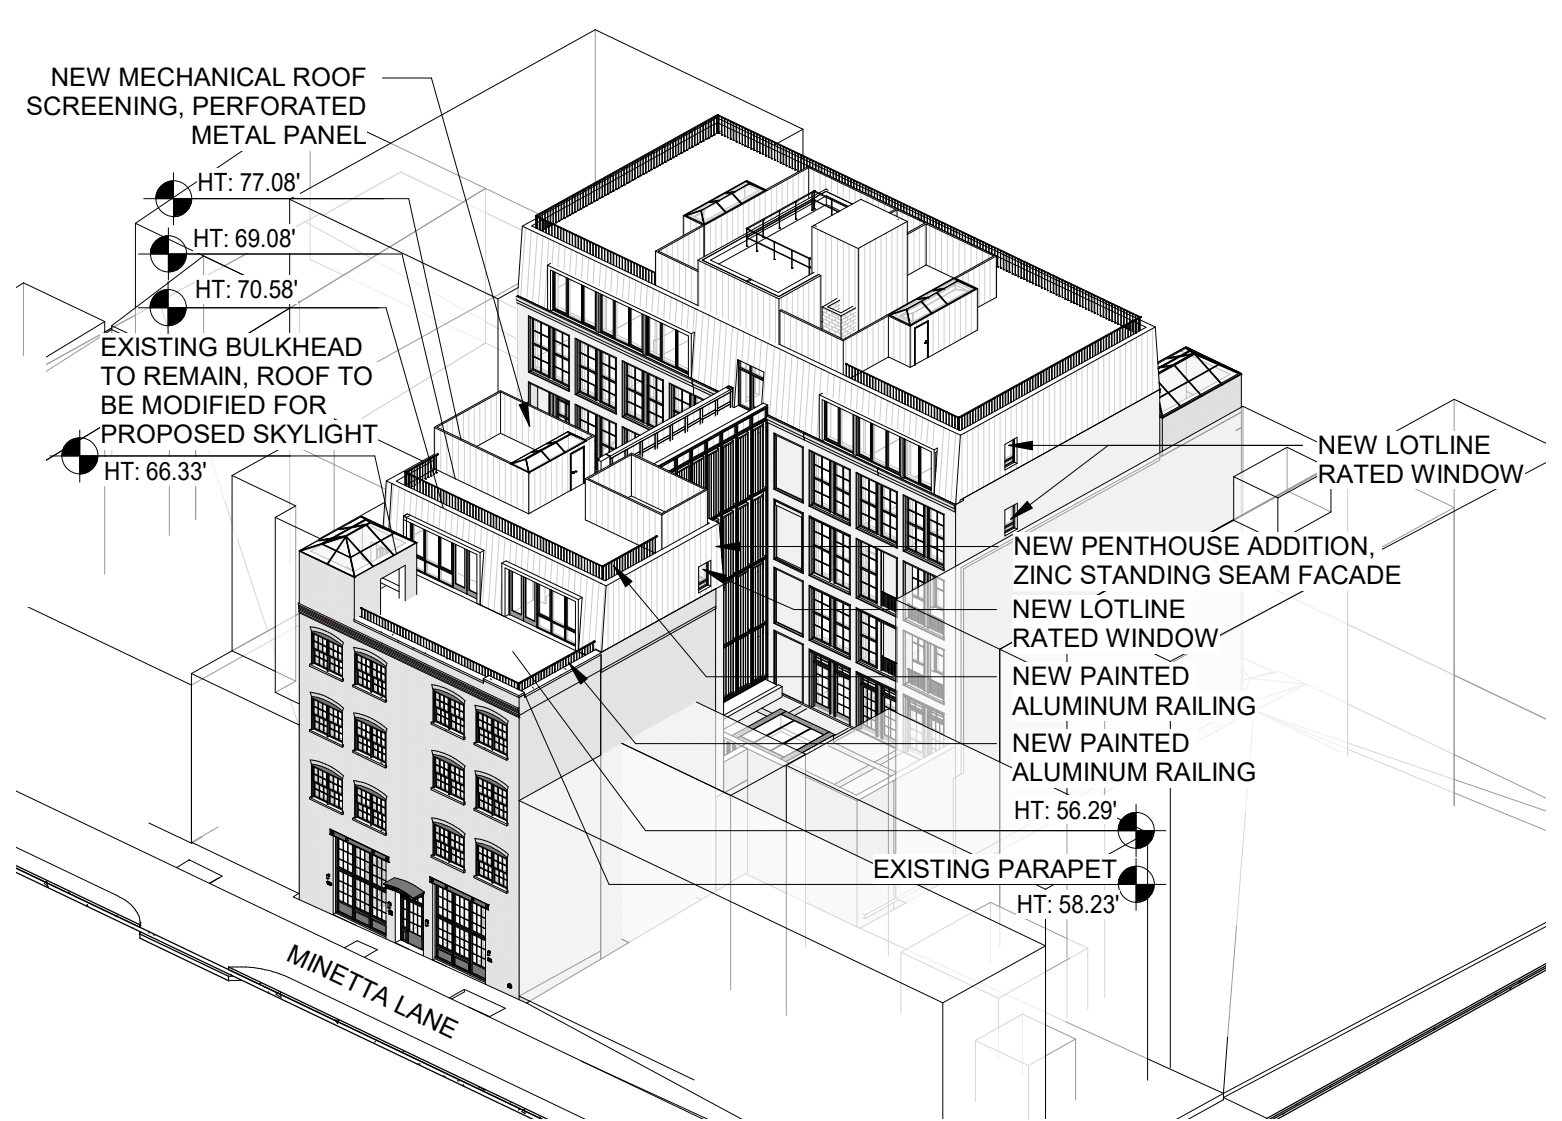 NEW MECHANICAL ROOF
SCREENING, PERFORATED
METAL PANEL
HT: 77.08'
HT: 69.08'
HT: 70.58'
EXISTING BULKHEAD
TO REMAIN, ROOF TO
BE MODIFIED FOR
PROPOSED SKYLIGHT
HT: 66.33'
NEW LOTLINE
RATED WINDOW
NEW PENTHOUSE ADDITION,
ZINC STANDING SEAM FACADE
NEW LOTLINE
RATED WINDOW
NEW PAINTED
ALUMINUM RAILING
NEW PAINTED
ALUMINUM RAILING
HT: 56.29'
EXISTING PARAPET
HT: 58.23'
MINETTA LANE